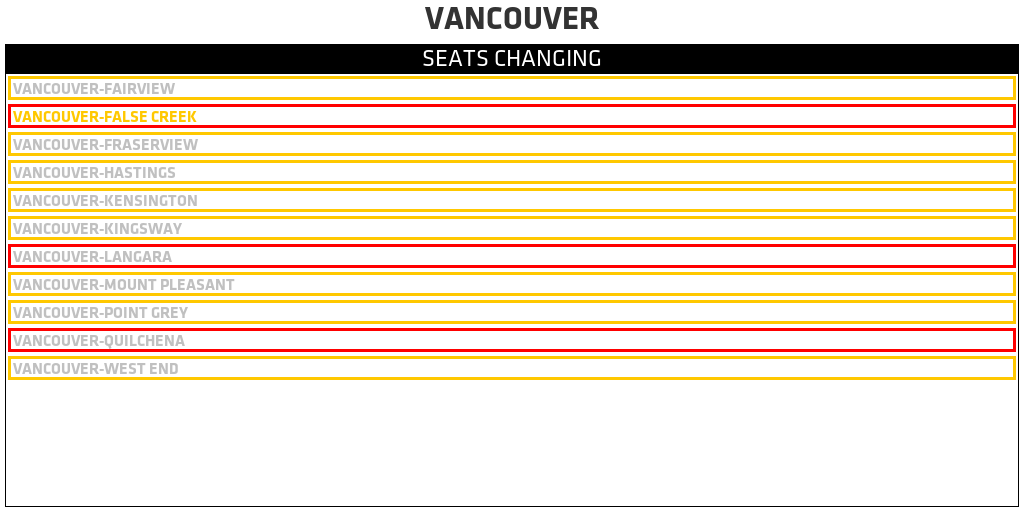 VANCOUVER
SEATS CHANGING
VANCOUVER-FAIRVIEW
VANCOUVER-FALSE CREEK
VANCOUVER-FRASERVIEW
VANCOUVER-HASTINGS
VANCOUVER-KENSINGTON
VANCOUVER-KINGSWAY
VANCOUVER-LANGARA
VANCOUVER-MOUNT PLEASANT
VANCOUVER-POINT GREY
VANCOUVER-QUILCHENA
VANCOUVER-WEST END